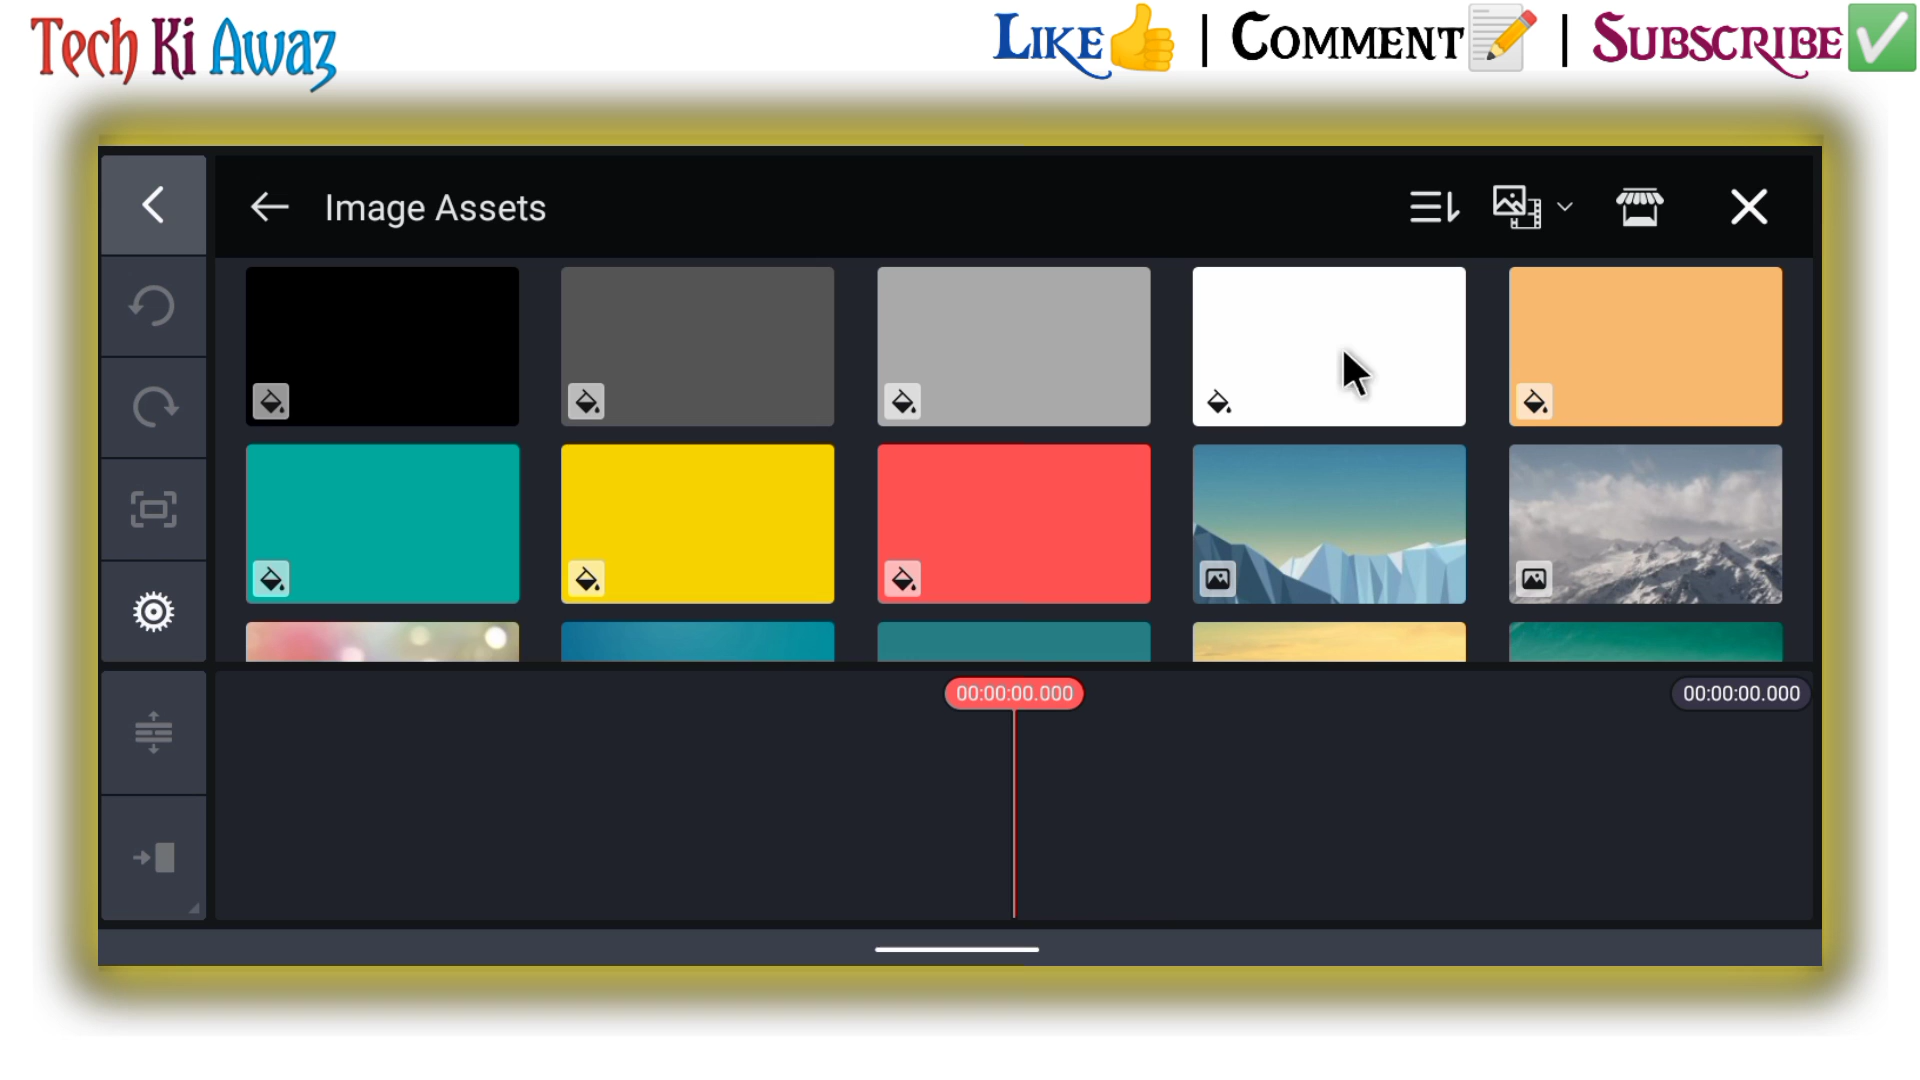 Tech Ki Awaz
Like | Comment | Subscribe
Image Assets
00:00:00.000
00:00:00.000